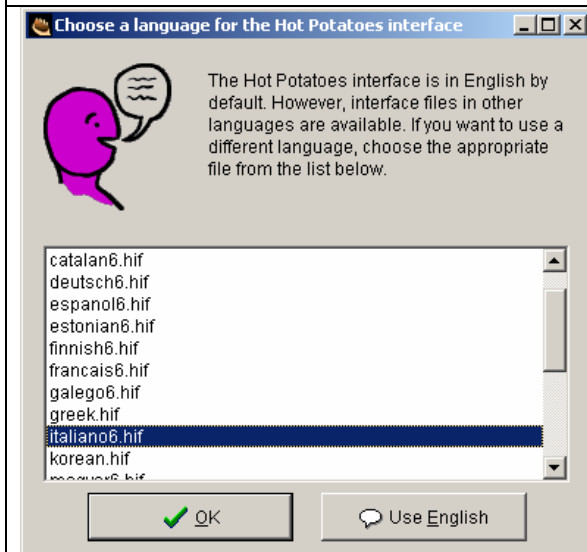 Choose a language for the Hot Potatoes interface
The Hot Potatoes interface is in English by
default. However, interface files in other
languages are available. If you want to use a
different language, choose the appropriate
file from the list below.
catalan6.hif
deutsch6.hif
espanol6.hif
estonian6.hif
finnish6.hif
francais6.hif
galego6.hif
greek.hif
italiano6.hif
korean.hif
magyar6.hif
OK
Use English